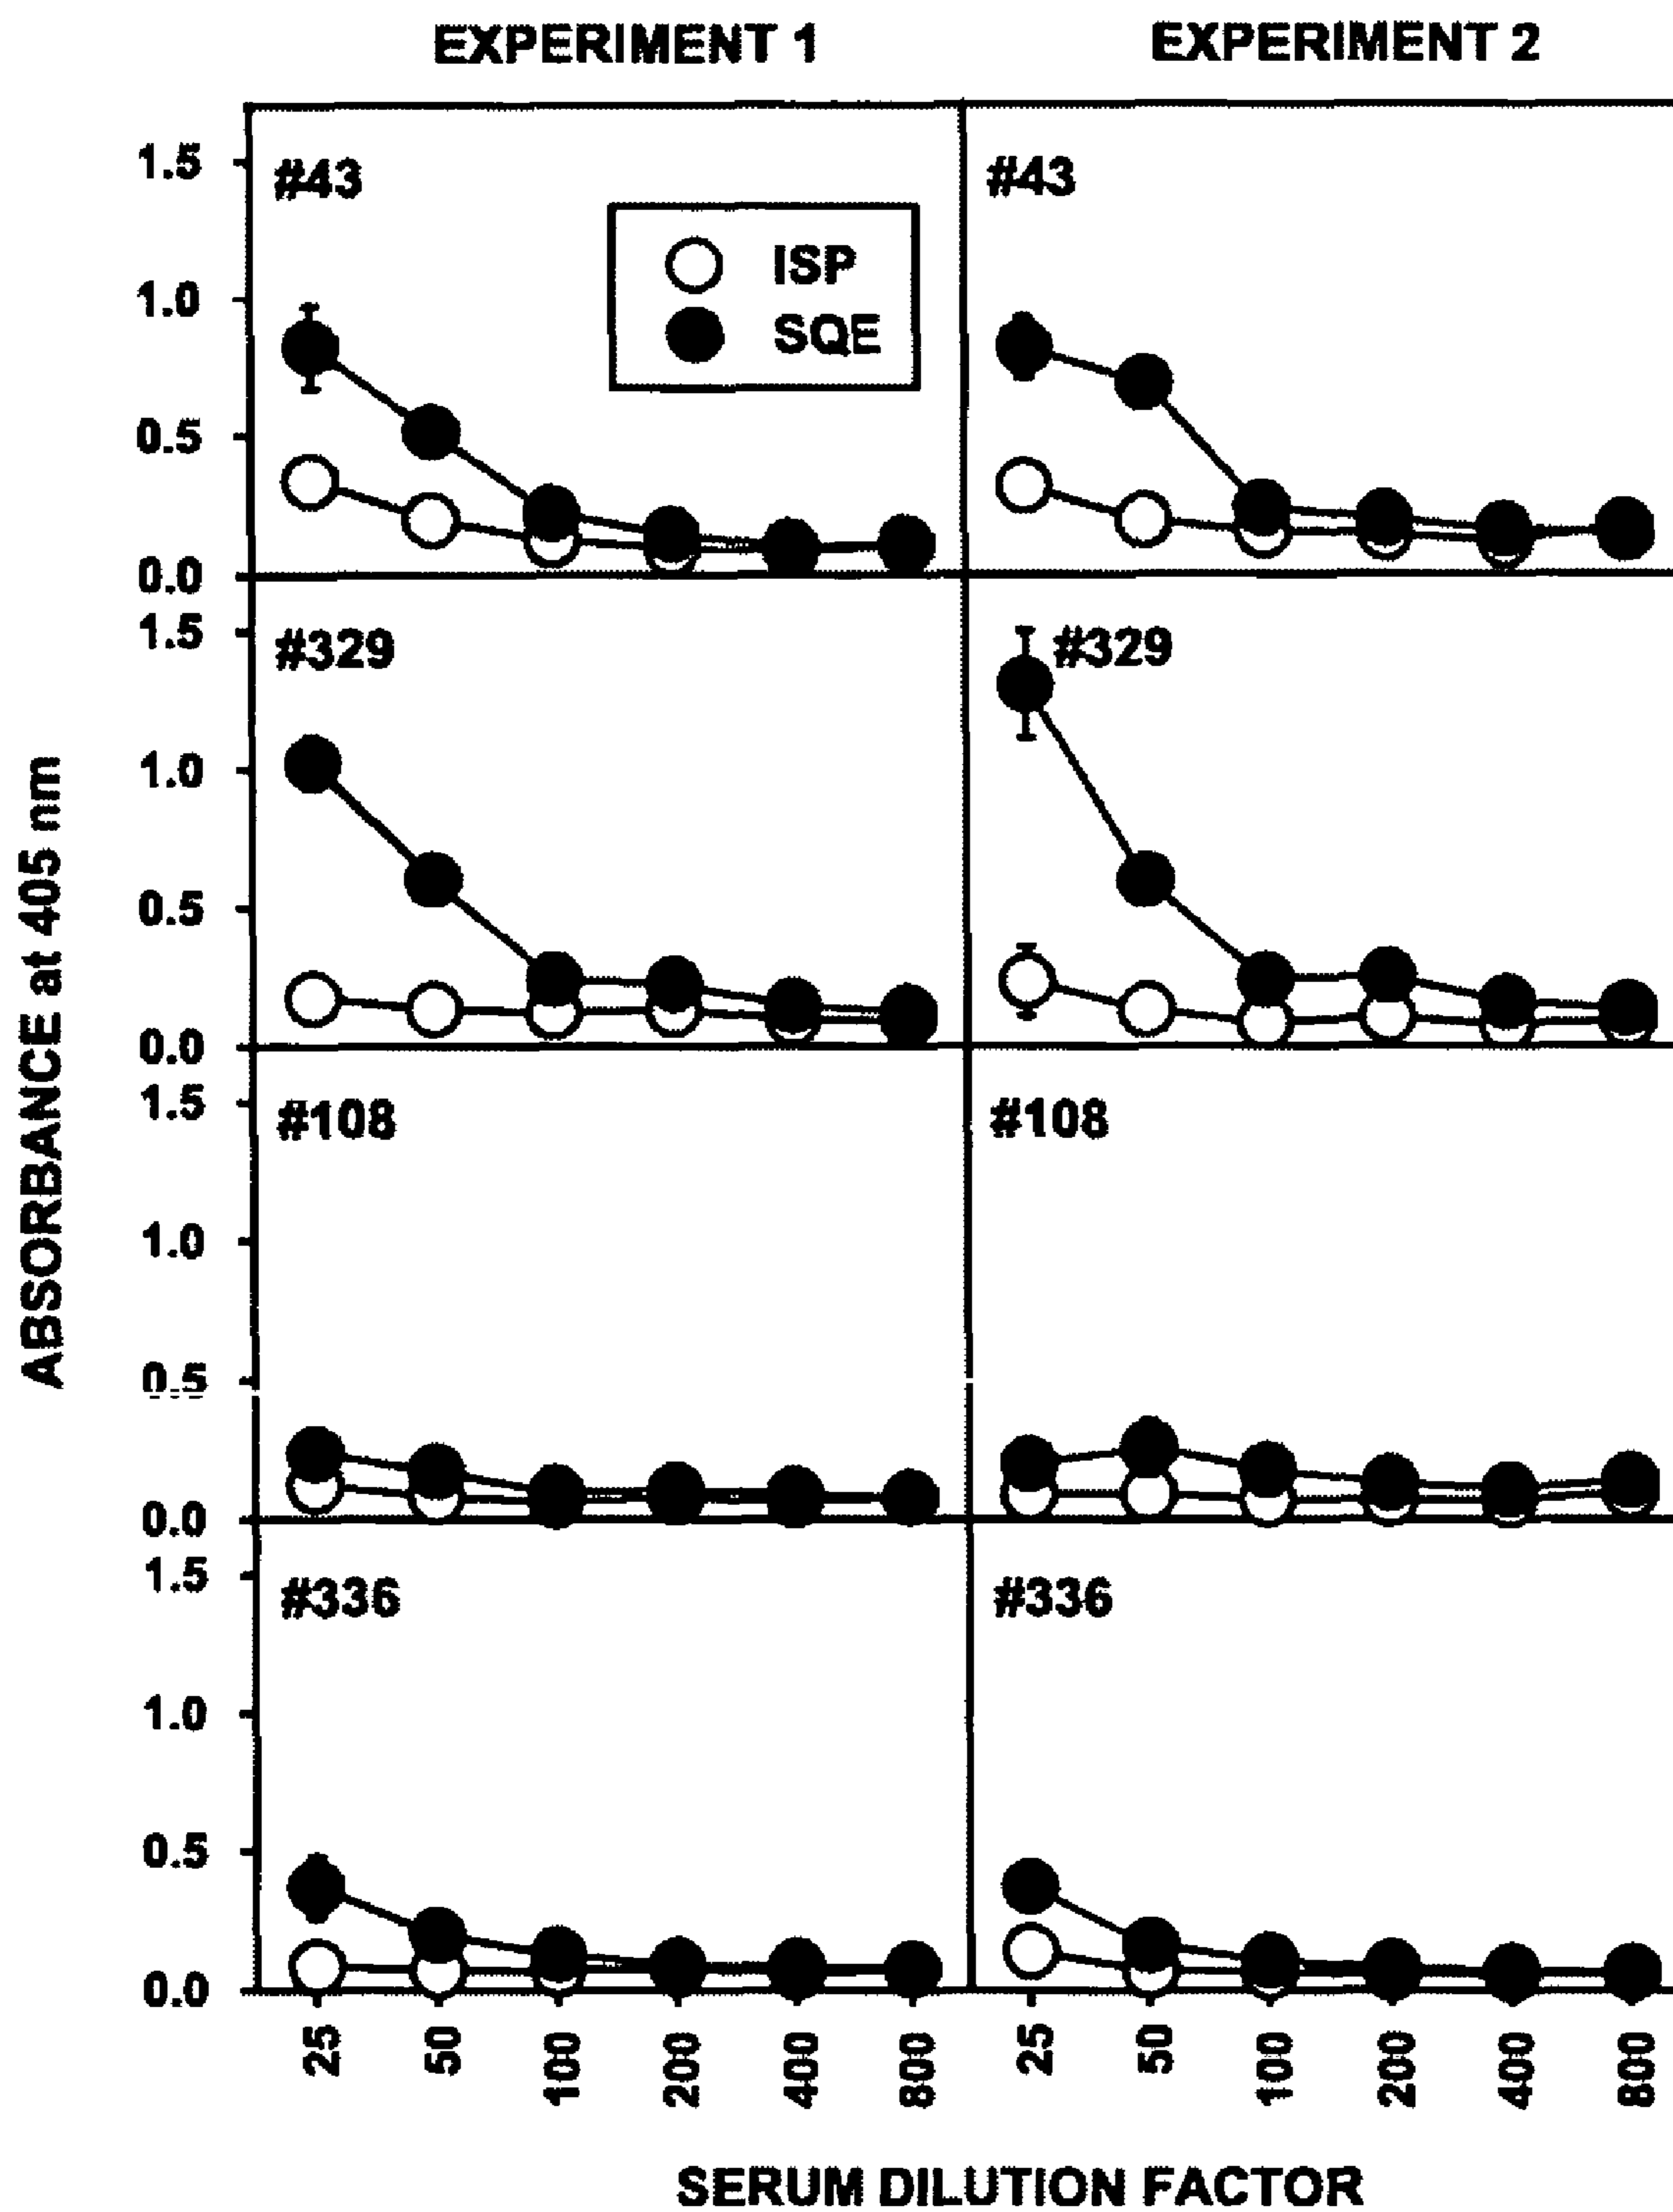 EXPERIMENT 1 EXPERIMENT 2
1.5 #43 #43
ISP
1.0
SQE
0.5
0.0
1.5 #329 #329
1.0
0.5
0.0
1.5 #108 #108
1.0
0.5
0.0
1.5 #336 #336
1.0
0.5
0.0
25 50 100 200 400 800 25 50 100 200 400 800
ABSORBANCE at 405 nm
SERUM DILUTION FACTOR